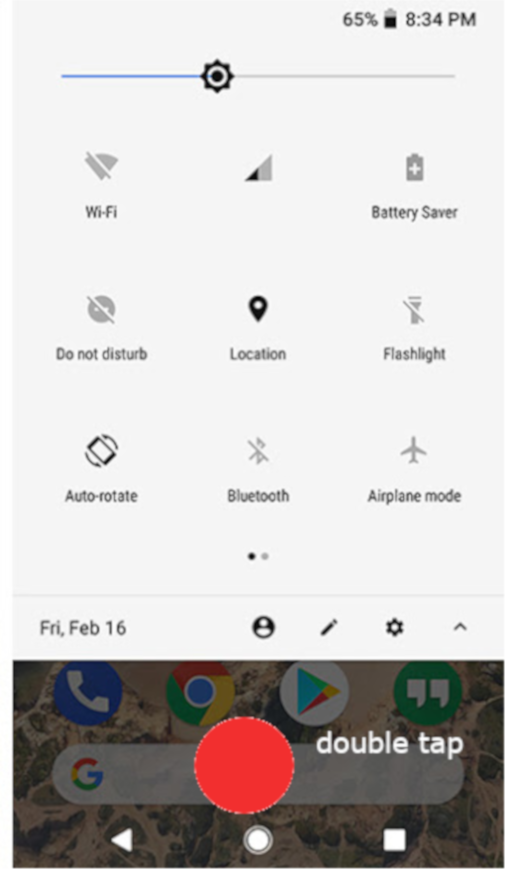 65% 8:34 PM
Wi-Fi
Battery Saver
Do not disturb Location Flashlight
Auto-rotate Bluetooth Airplane mode
Fri, Feb 16
double tap
G